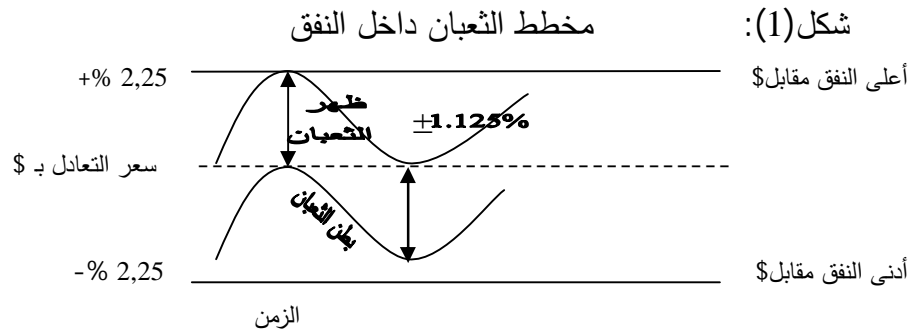 شكل(1): مخطط الثعبان داخل النفق
أعلى النفق مقابل$
+% 2,25
ظهر
الثعبات
±1.125%
سعر التعادل بـ $
بطن الثعبان
أدنى النفق مقابل$
-% 2,25
الزمن